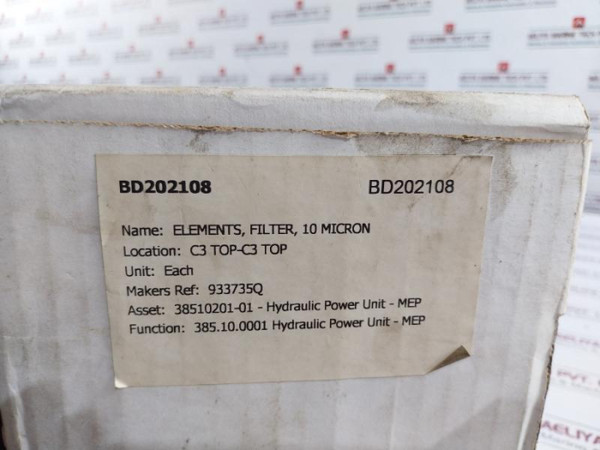 BD202108 BD202108
Name: ELEMENTS, FILTER, 10 MICRON
Location: C3 TOP-C3 TOP
Unit: Each
Makers Ref: 933735Q
Asset: 38510201-01 - Hydraulic Power Unit - MEP
Function: 385.10.0001 Hydraulic Power Unit - MEP